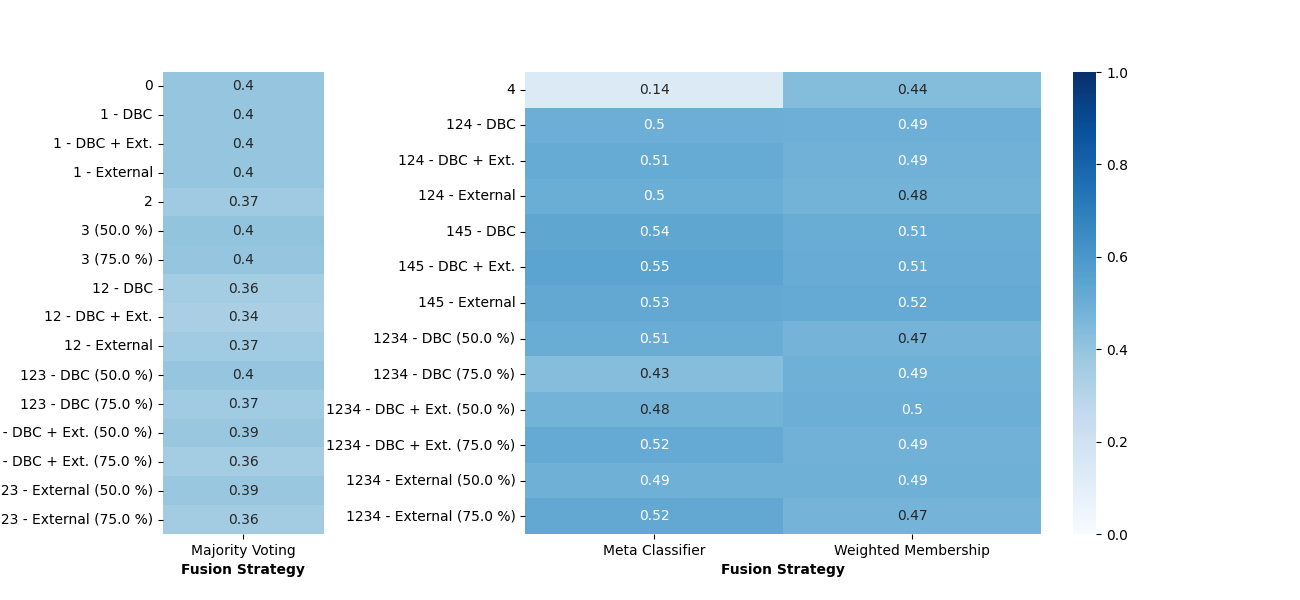 0 0.4
1 - DBC 0.4
1 - DBC + Ext. 0.4
1 - External 0.4
2 0.37
3 (50.0 %) 0.4
3 (75.0 %) 0.4
12 - DBC 0.36
12 - DBC + Ext. 0.34
12 - External 0.37
123 - DBC (50.0 %) 0.4
123 - DBC (75.0 %) 0.37
- DBC + Ext. (50.0 %) 0.39
- DBC + Ext. (75.0 %) 0.36
23 - External (50.0 %) 0.39
23 - External (75.0 %) 0.36
Majority Voting
Fusion Strategy
4 0.14 0.44
124 - DBC 0.5 0.49
124 - DBC + Ext. 0.51 0.49
124 - External 0.5 0.48
145 - DBC 0.54 0.51
145 - DBC + Ext. 0.55 0.51
145 - External 0.53 0.52
1234 - DBC (50.0 %) 0.51 0.47
1234 - DBC (75.0 %) 0.43 0.49
1234 - DBC + Ext. (50.0 %) 0.48 0.5
1234 - DBC + Ext. (75.0 %) 0.52 0.49
1234 - External (50.0 %) 0.49 0.49
1234 - External (75.0 %) 0.52 0.47
Meta Classifier Weighted Membership
Fusion Strategy
1.0
0.8
0.6
0.4
0.2
0.0